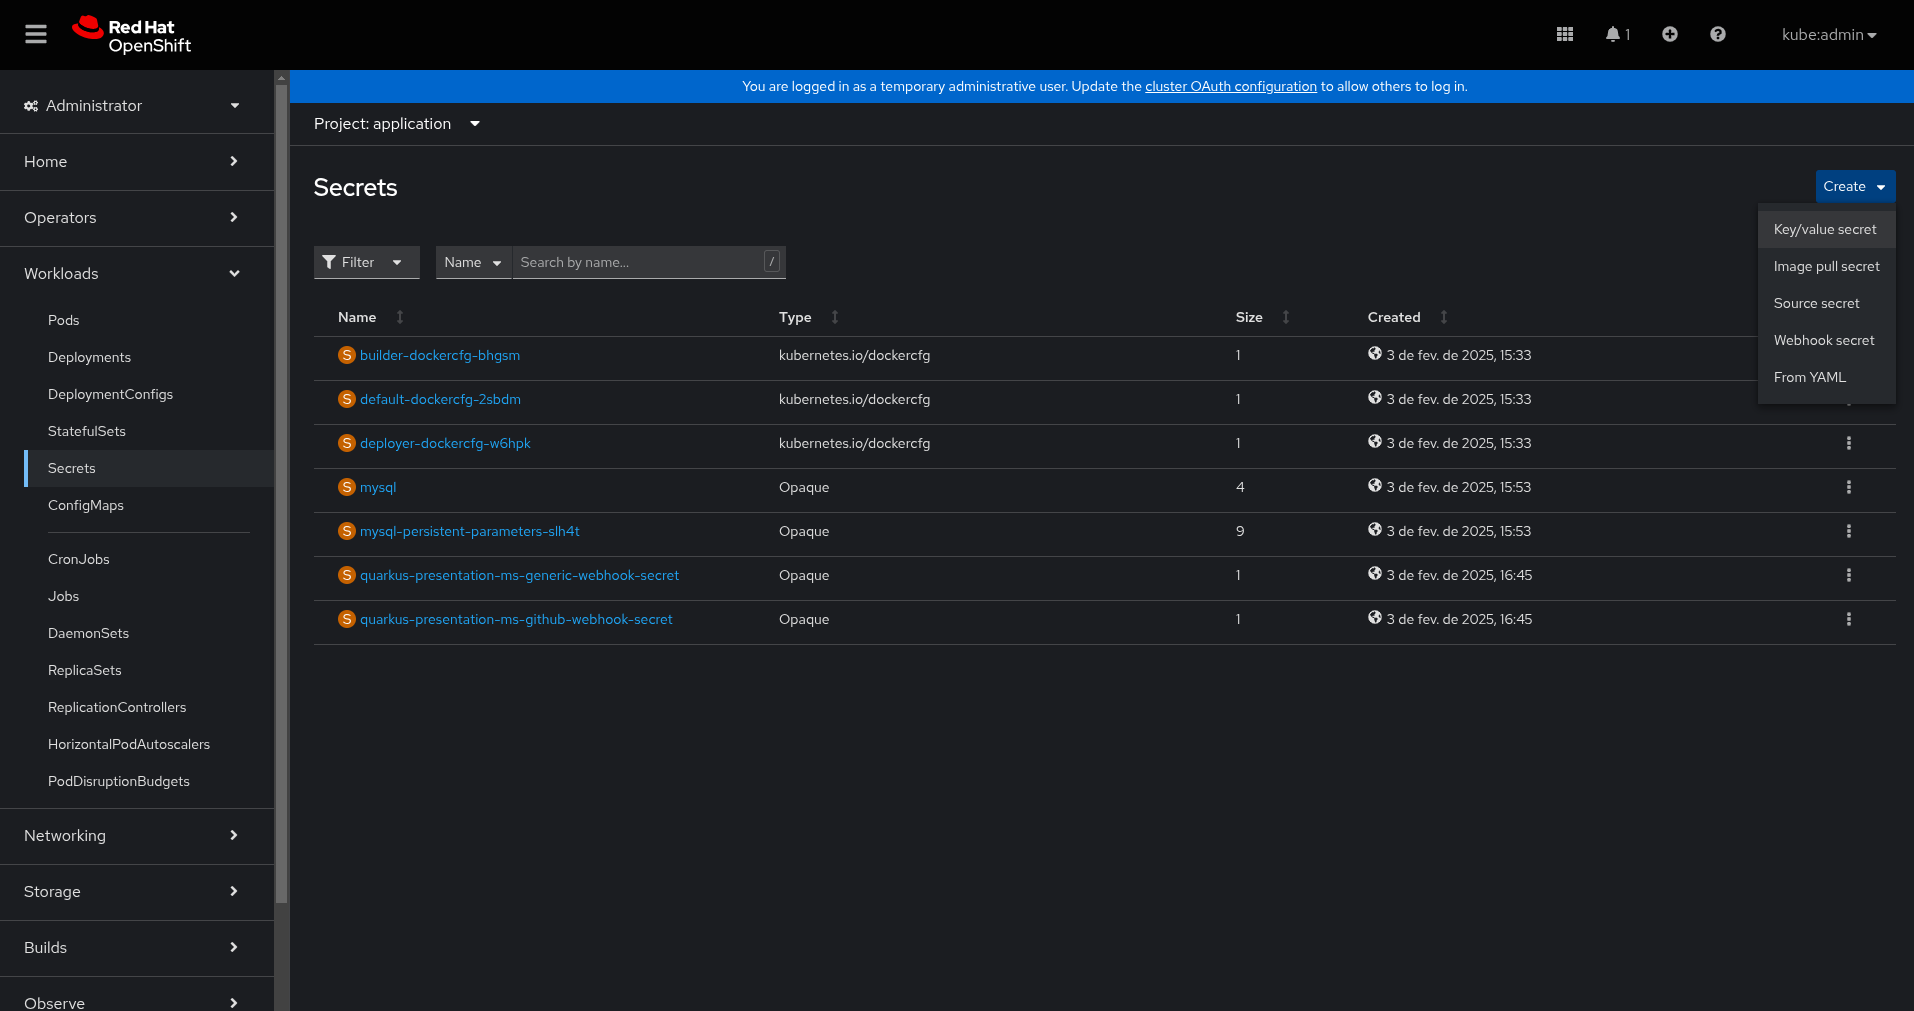 Red Hat
OpenShift
1
kube:admin
Administrator
Home
Operators
Workloads
Pods
Deployments
DeploymentConfigs
StatefulSets
Secrets
ConfigMaps
CronJobs
Jobs
DaemonSets
ReplicaSets
ReplicationControllers
HorizontalPodAutoscalers
PodDisruptionBudgets
Networking
Storage
Builds
Observe
You are logged in as a temporary administrative user. Update the cluster OAuth configuration to allow others to log in.
Project: application
Secrets
Create
Key/value secret
Image pull secret
Source secret
Webhook secret
From YAML
Filter Name Search by name... /
Name Type Size Created
S builder-dockercfg-bhgsm kubernetes.io/dockercfg 1 3 de fev. de 2025, 15:33
S default-dockercfg-2sbdm kubernetes.io/dockercfg 1 3 de fev. de 2025, 15:33
S deployer-dockercfg-w6hpk kubernetes.io/dockercfg 1 3 de fev. de 2025, 15:33
S mysql Opaque 4 3 de fev. de 2025, 15:53
S mysql-persistent-parameters-slh4t Opaque 9 3 de fev. de 2025, 15:53
S quarkus-presentation-ms-generic-webhook-secret Opaque 1 3 de fev. de 2025, 16:45
S quarkus-presentation-ms-github-webhook-secret Opaque 1 3 de fev. de 2025, 16:45